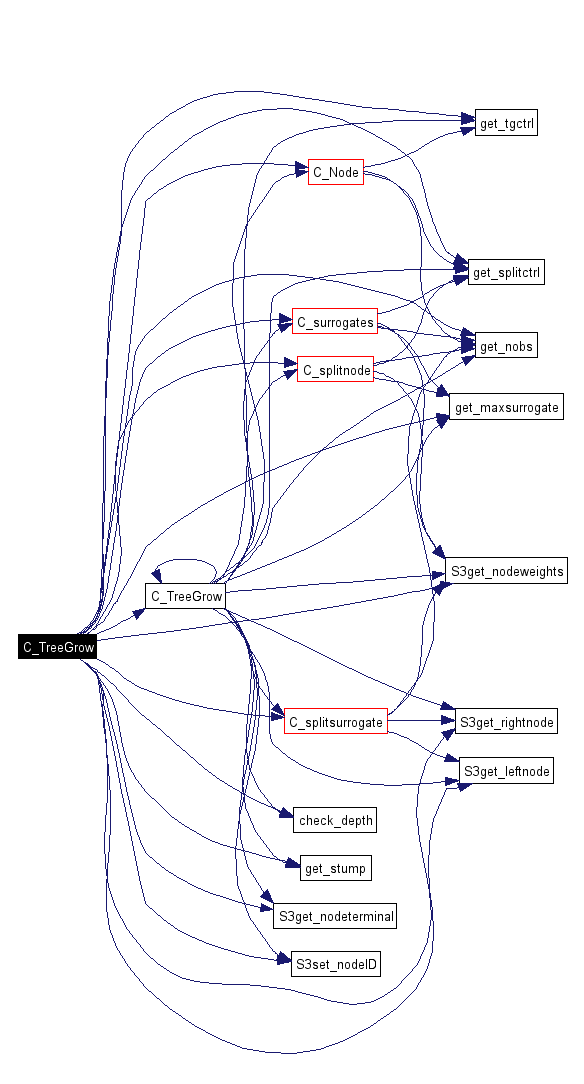 get_tgctrl
C_Node
get_splitctrl
C_surrogates
get_nobs
C_splitnode
get_maxsurrogate
S3get_nodeweights
C_TreeGrow
C_TreeGrow
C_splitsurrogate
S3get_rightnode
S3get_leftnode
check_depth
get_stump
S3get_nodeterminal
S3set_nodeID